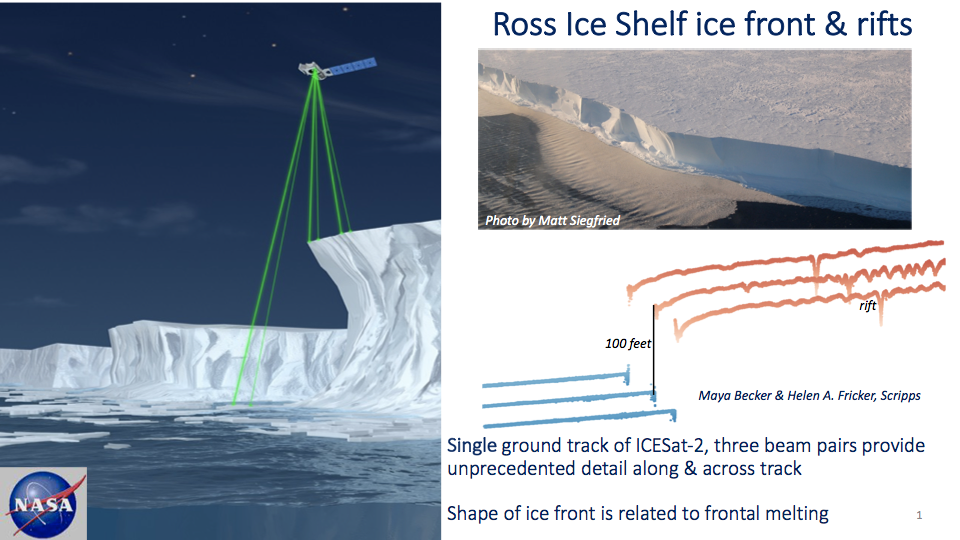 Ross Ice Shelf ice front & rifts
Photo by Matt Siegfried
rift
100 feet
Maya Becker & Helen A. Fricker, Scripps
Single ground track of ICESat-2, three beam pairs provide
unprecedented detail along & across track
Shape of ice front is related to frontal melting
1
NASA